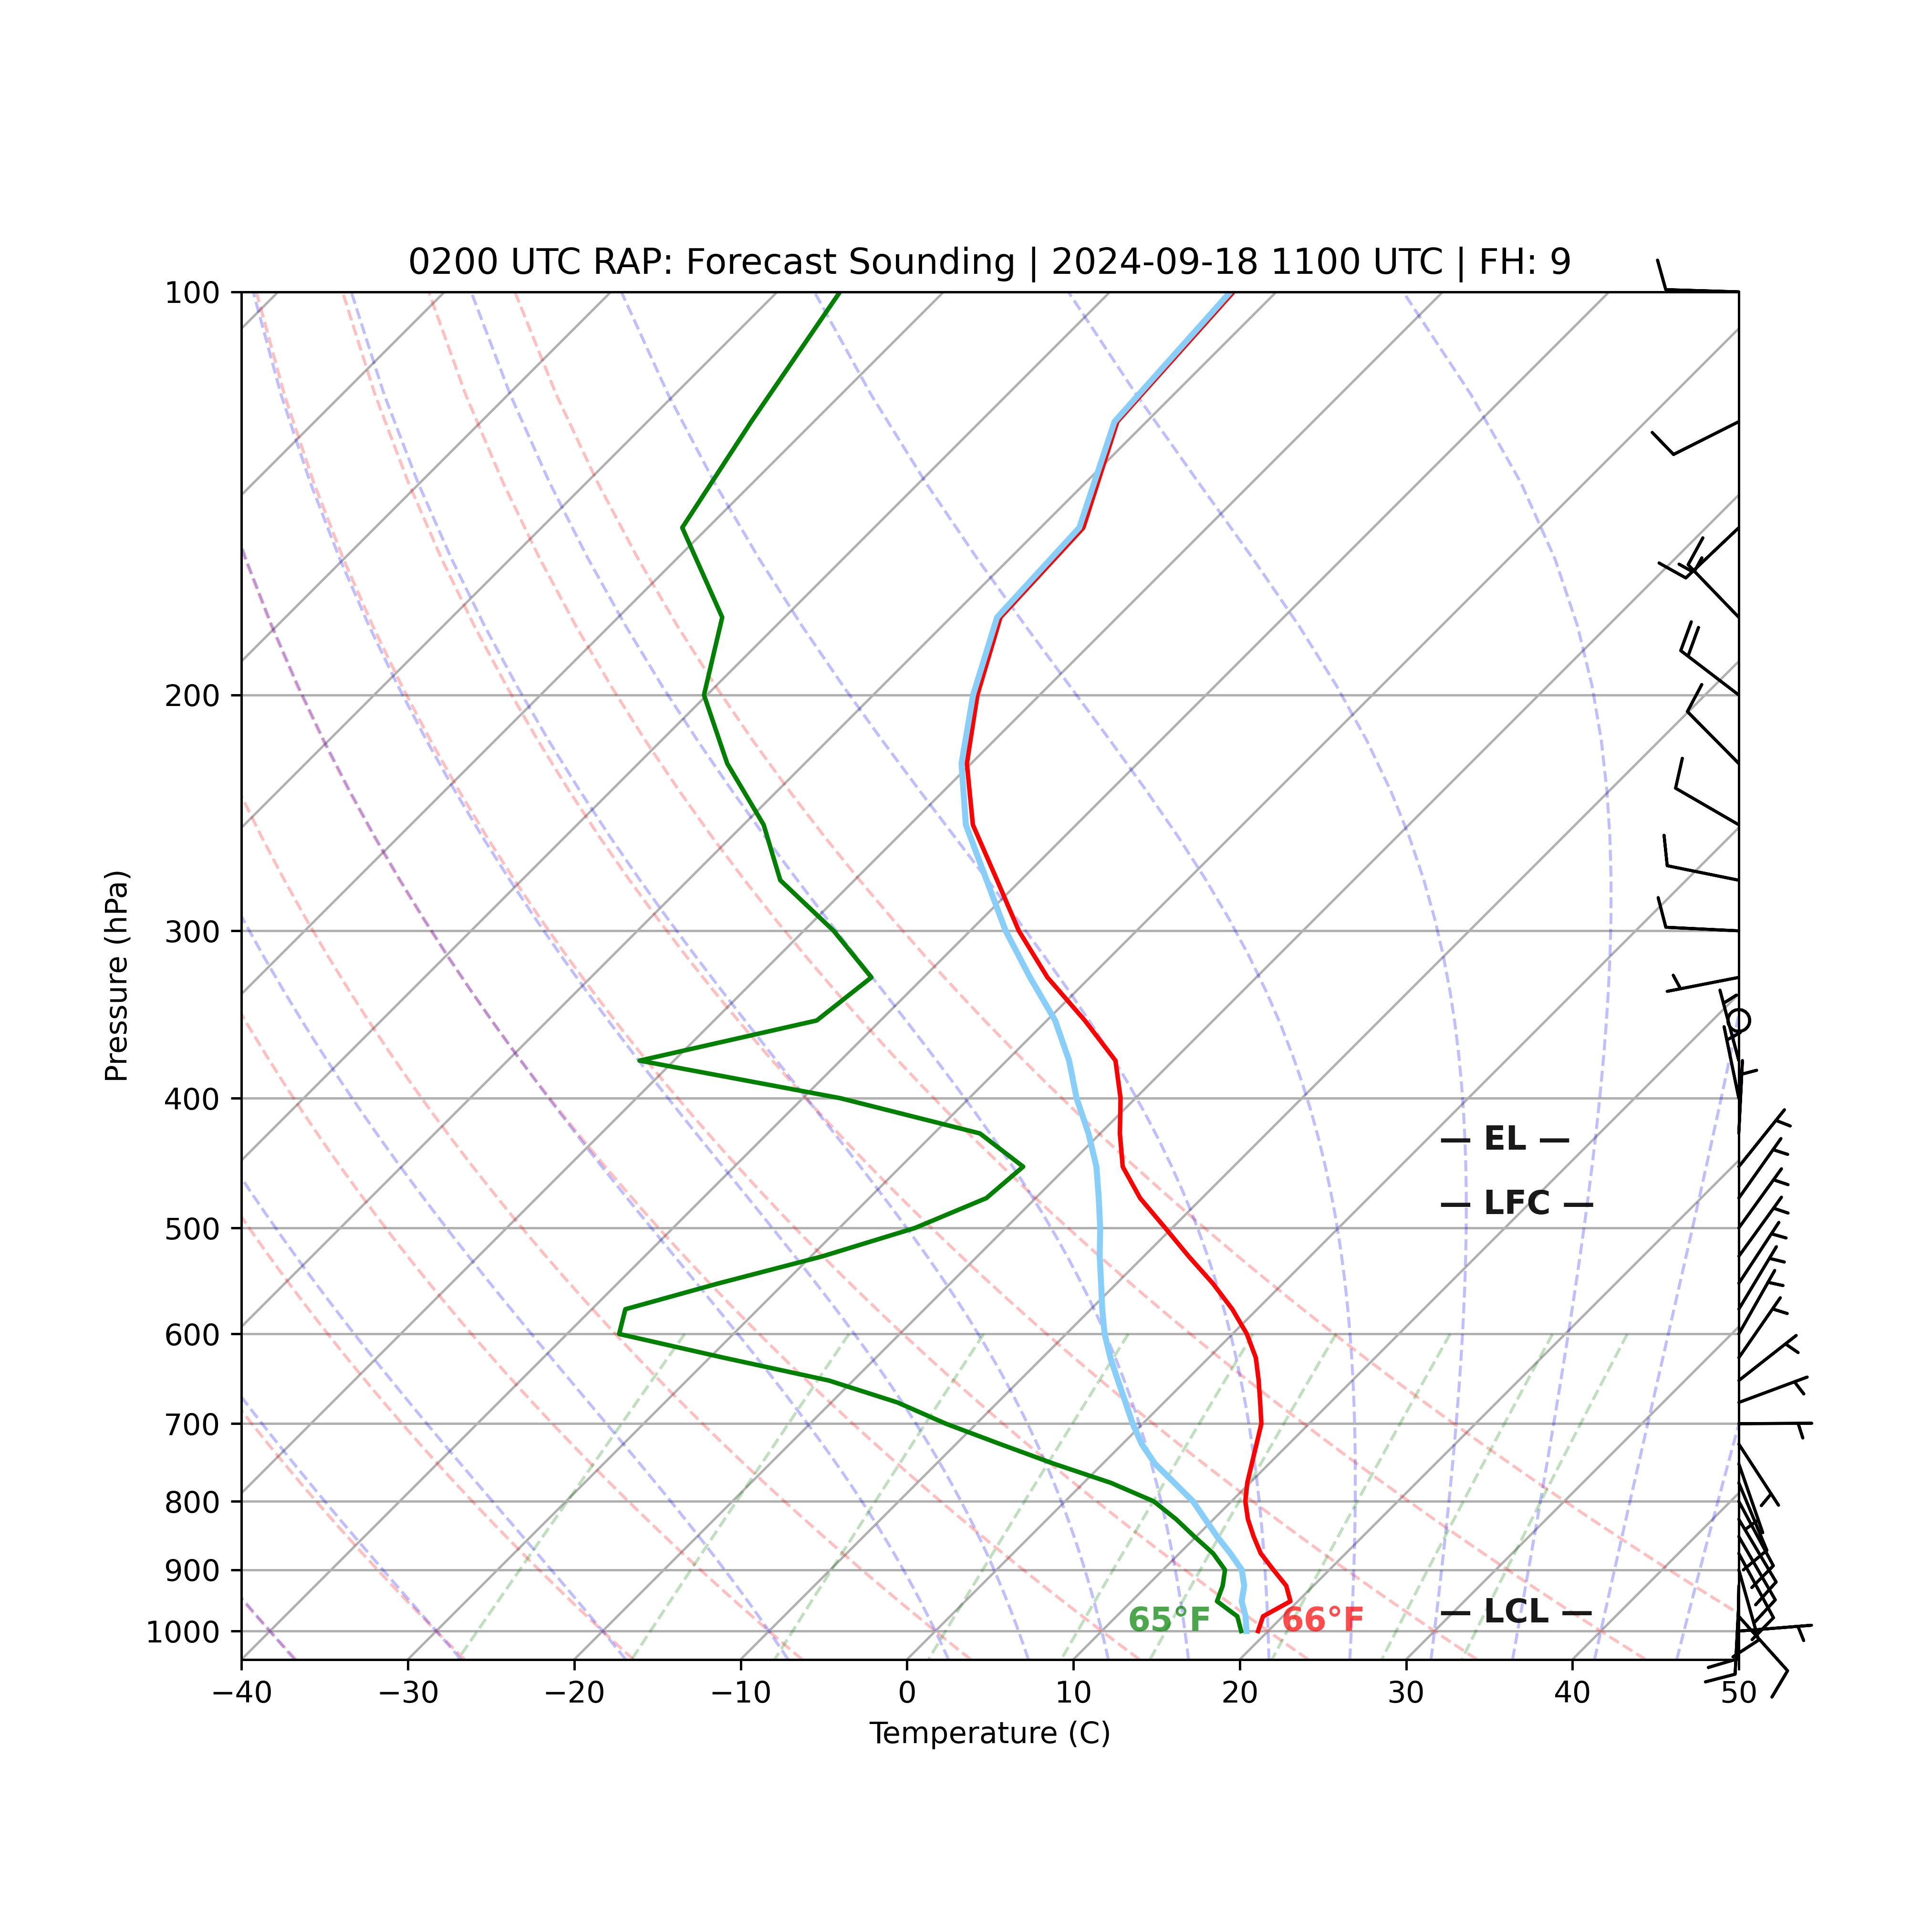 0200 UTC RAP: Forecast Sounding | 2024-09-18 1100 UTC | FH: 9
100
200
300
400
500
600
700
800
900
1000
Pressure (hPa)
— EL —
— LFC —
— LCL —
65°F
66°F
−40 −30 −20 −10 0 10 20 30 40 50
Temperature (C)